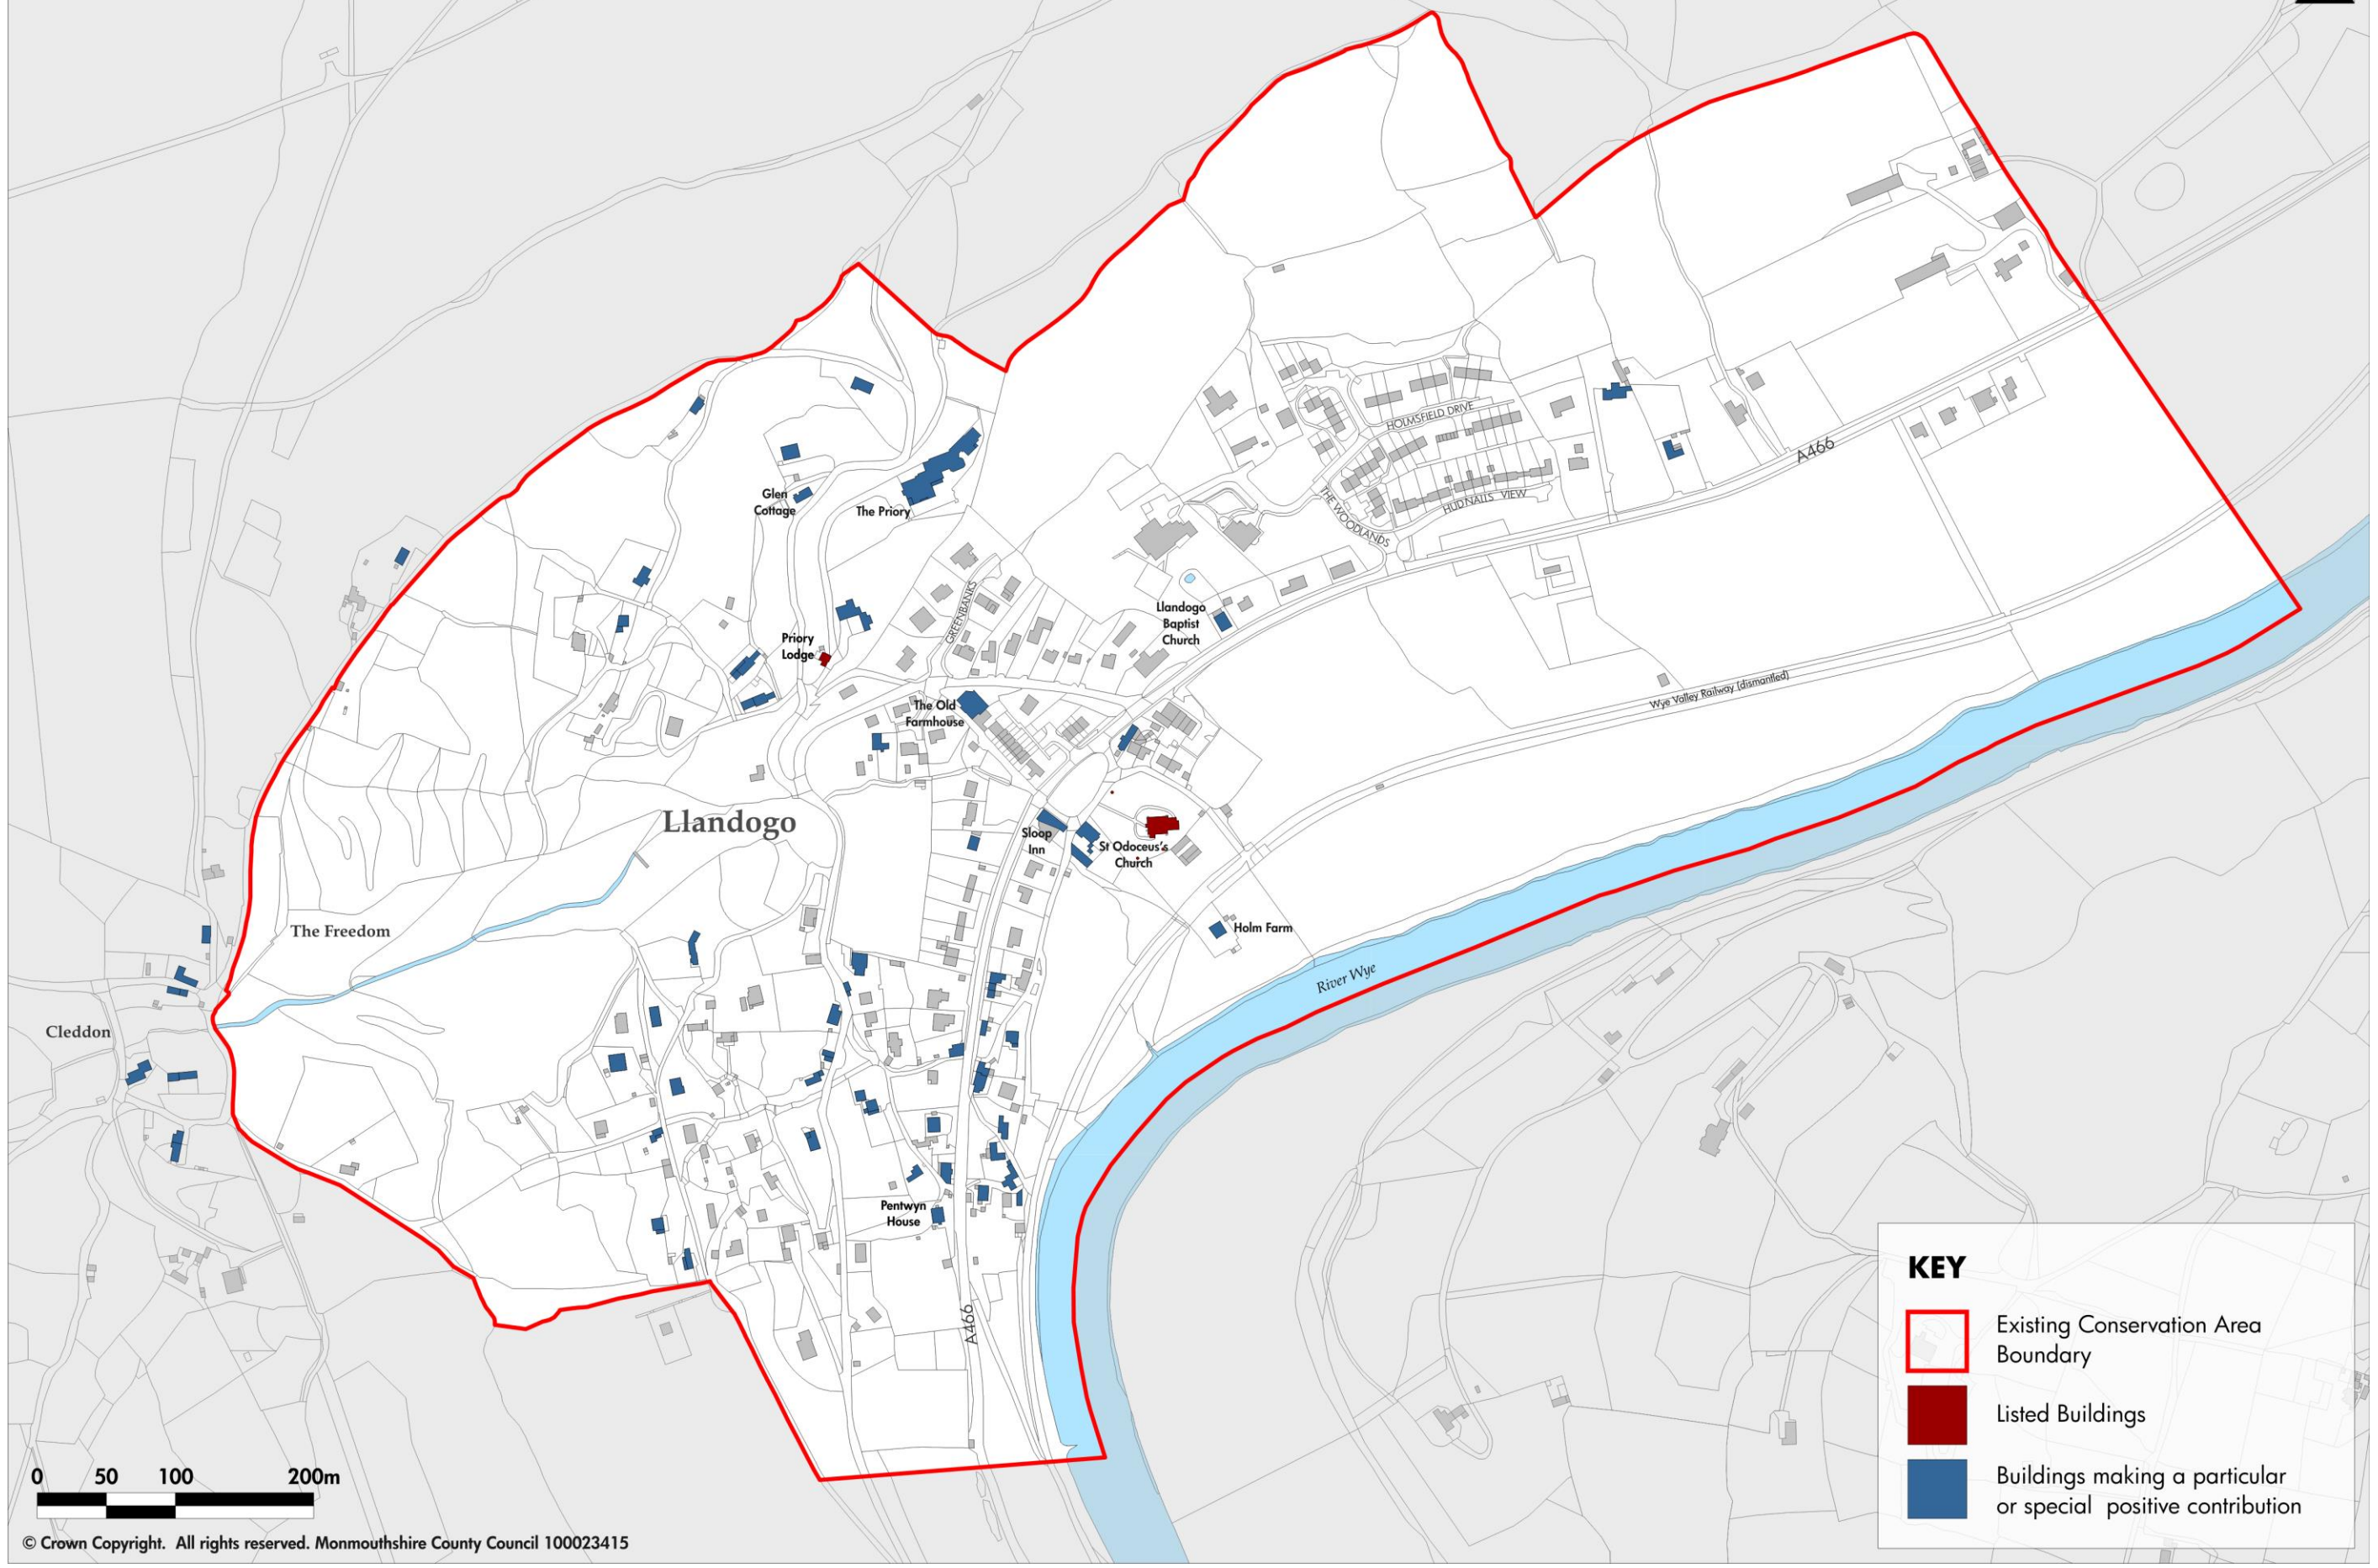 HOLMSFIELD DRIVE
A466
Glen
Cottage
The Priory
THE WOODLANDS
HUDNALLS VIEW
GREENBANKS
Llandogo
Baptist
Church
Priory
Lodge
The Old
Farmhouse
Wye Valley Railway (dismantled)
Llandogo
Sloop
Inn
St Odoceus's
Church
The Freedom
Holm Farm
River Wye
Cleddon
Pentwyn
House
A466
KEY
Existing Conservation Area
Boundary
Listed Buildings
Buildings making a particular
or special positive contribution
0 50 100 200m
© Crown Copyright. All rights reserved. Monmouthshire County Council 100023415